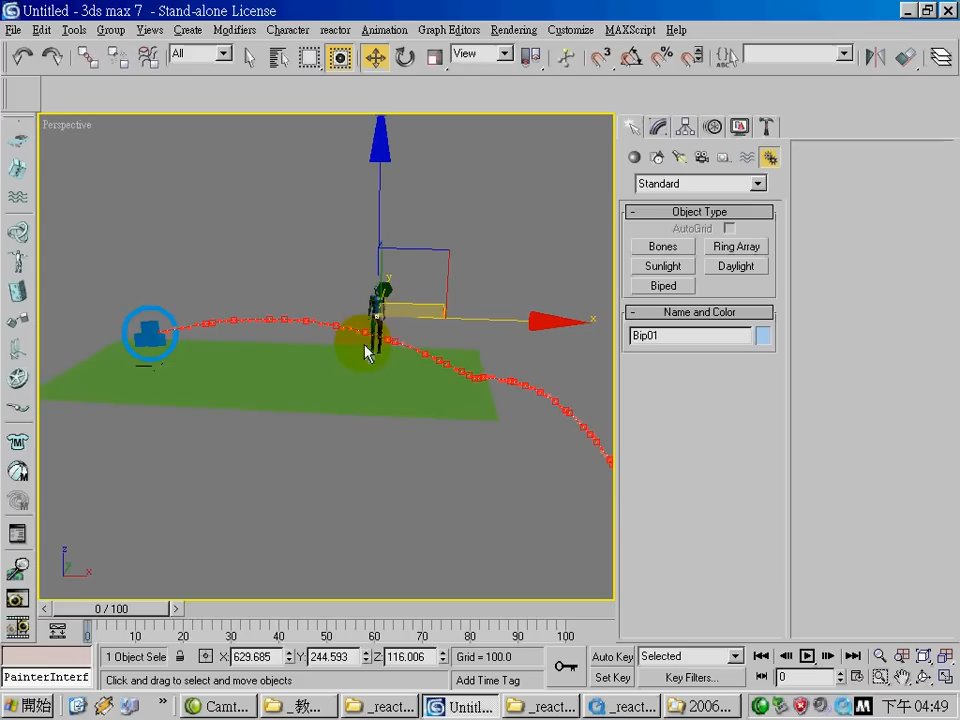 Untitled - 3ds max 7 - Stand-alone License
File Edit Tools Group Views Create Modifiers Character reactor Animation Graph Editors Rendering Customize MAXScript Help
All View
Perspective
y
x
z
y
x
Standard
- Object Type
AutoGrid
Bones Ring Array
Sunlight Daylight
Biped
- Name and Color
Bip01
< 0 / 100 >
0 10 20 30 40 50 60 70 80 90 100
1 Object Sele X: 629.685 Y: 244.593 Z: 116.006 Grid = 100.0 Auto Key Selected
PainterInterf Click and drag to select and move objects Add Time Tag Set Key Key Filters... 0
開始 » Camt... _教... _react... Untitl... _react... _react... 2006... 下午 04:49